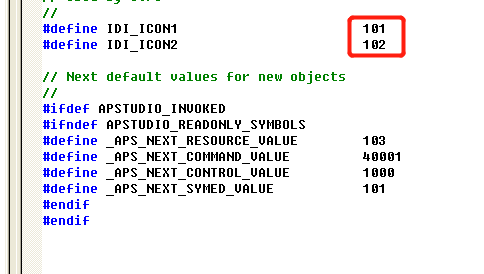 //
#define IDI_ICON1 101
#define IDI_ICON2 102
// Next default values for new objects
//
#ifdef APSTUDIO_INVOKED
#ifndef APSTUDIO_READONLY_SYMBOLS
#define _APS_NEXT_RESOURCE_VALUE 103
#define _APS_NEXT_COMMAND_VALUE 40001
#define _APS_NEXT_CONTROL_VALUE 1000
#define _APS_NEXT_SYMED_VALUE 101
#endif
#endif